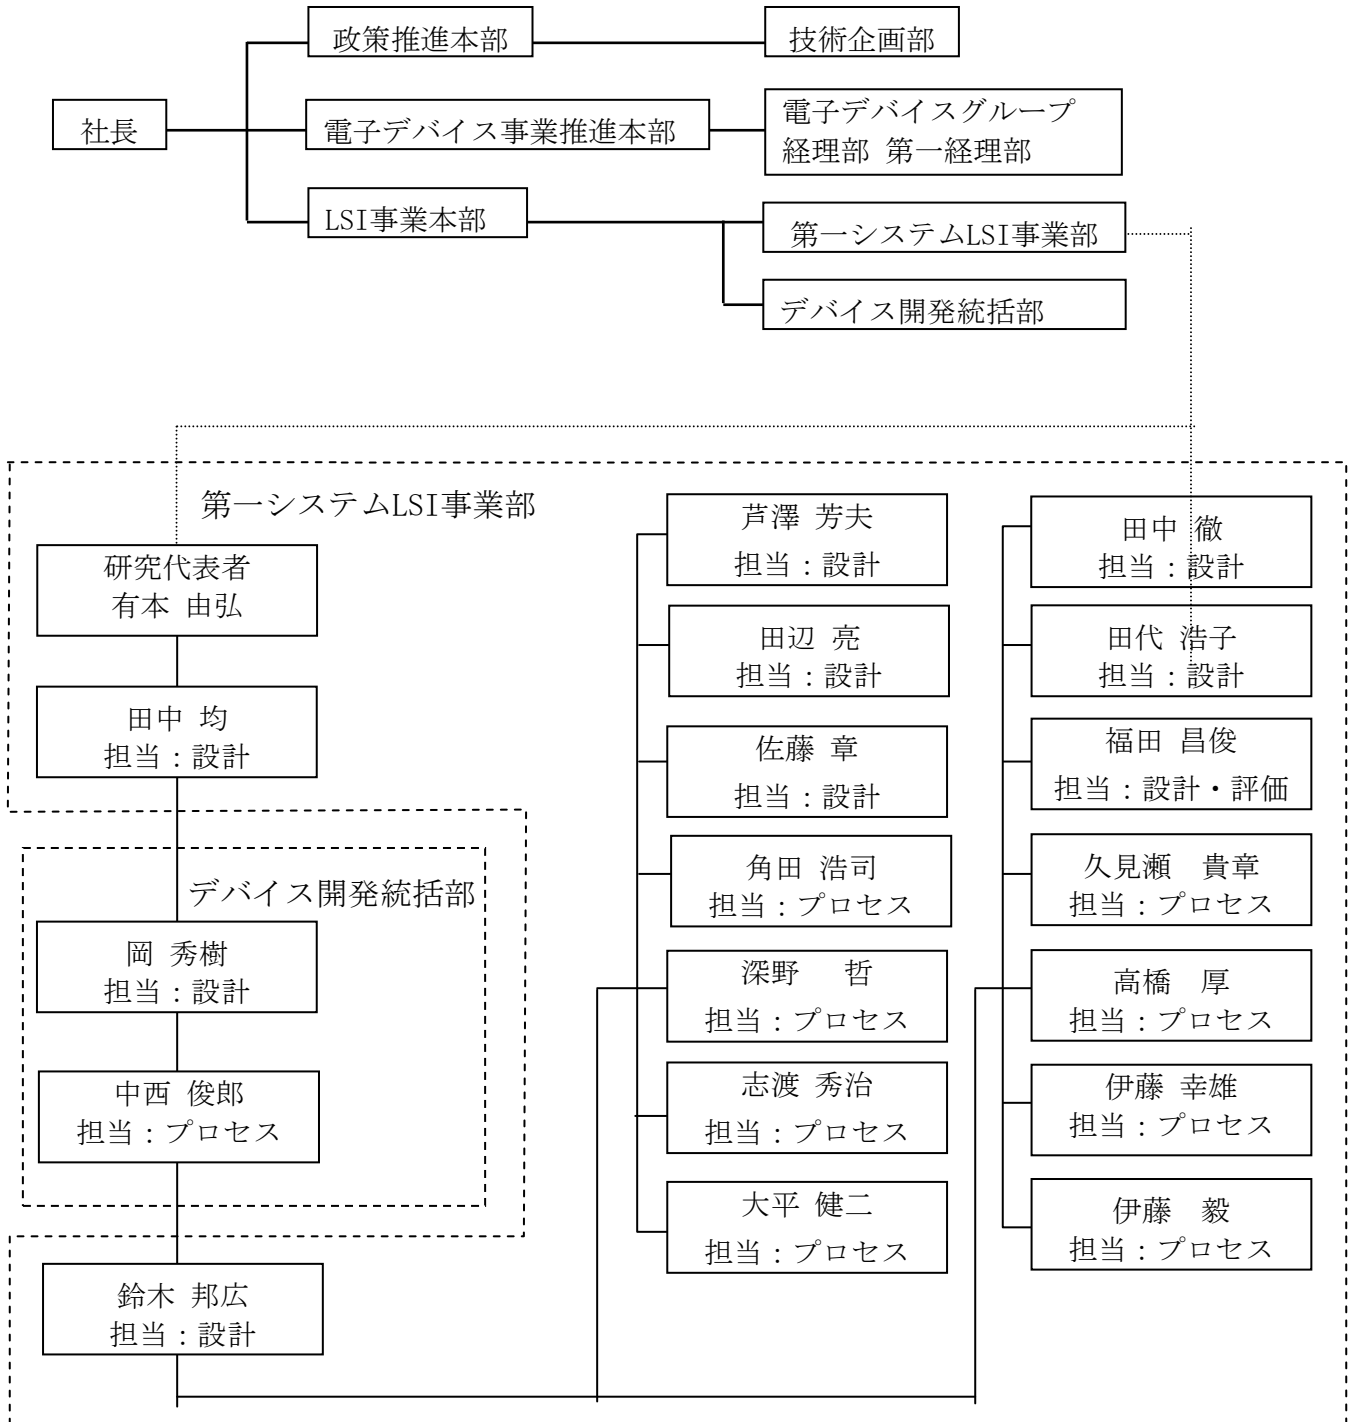 政策推進本部
技術企画部
社長
電子デバイス事業推進本部
電子デバイスグループ
経理部 第一経理部
LSI事業本部
第一システムLSI事業部
デバイス開発統括部
第一システムLSI事業部
研究代表者
有本 由弘
田中 均
担当:設計
デバイス開発統括部
岡 秀樹
担当:設計
中西 俊郎
担当:プロセス
鈴木 邦広
担当:設計
芦澤 芳夫
担当:設計
田辺 亮
担当:設計
佐藤 章
担当:設計
角田 浩司
担当:プロセス
深野 哲
担当:プロセス
志渡 秀治
担当:プロセス
大平 健二
担当:プロセス
田中 徹
担当:設計
田代 浩子
担当:設計
福田 昌俊
担当:設計・評価
久見瀬 貴章
担当:プロセス
高橋 厚
担当:プロセス
伊藤 幸雄
担当:プロセス
伊藤 毅
担当:プロセス